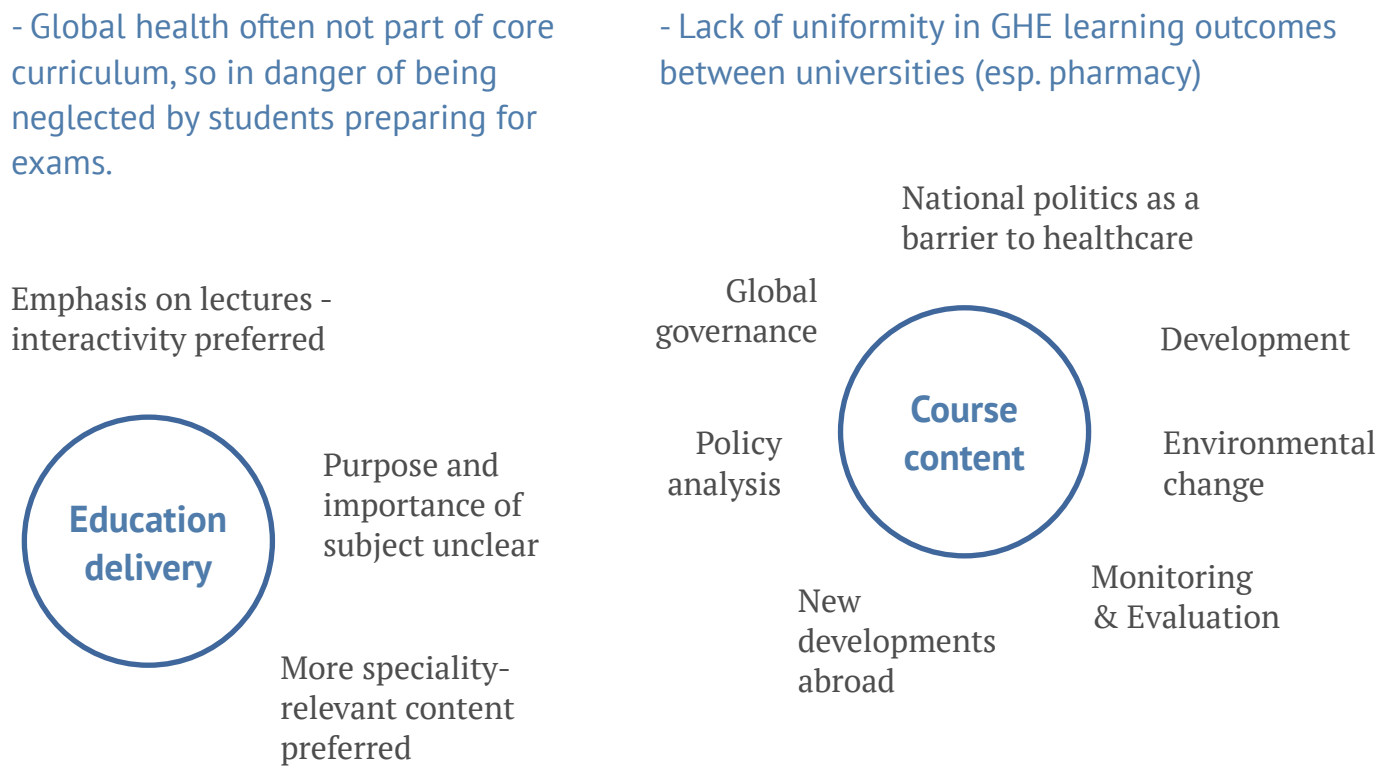 - Global health often not part of core
curriculum, so in danger of being
neglected by students preparing for
exams.
- Lack of uniformity in GHE learning outcomes
between universities (esp. pharmacy)
Emphasis on lectures -
interactivity preferred
Education
delivery
Purpose and
importance of
subject unclear
More speciality-
relevant content
preferred
National politics as a
barrier to healthcare
Global
governance
Development
Course
content
Policy
analysis
Environmental
change
New
developments
abroad
Monitoring
& Evaluation